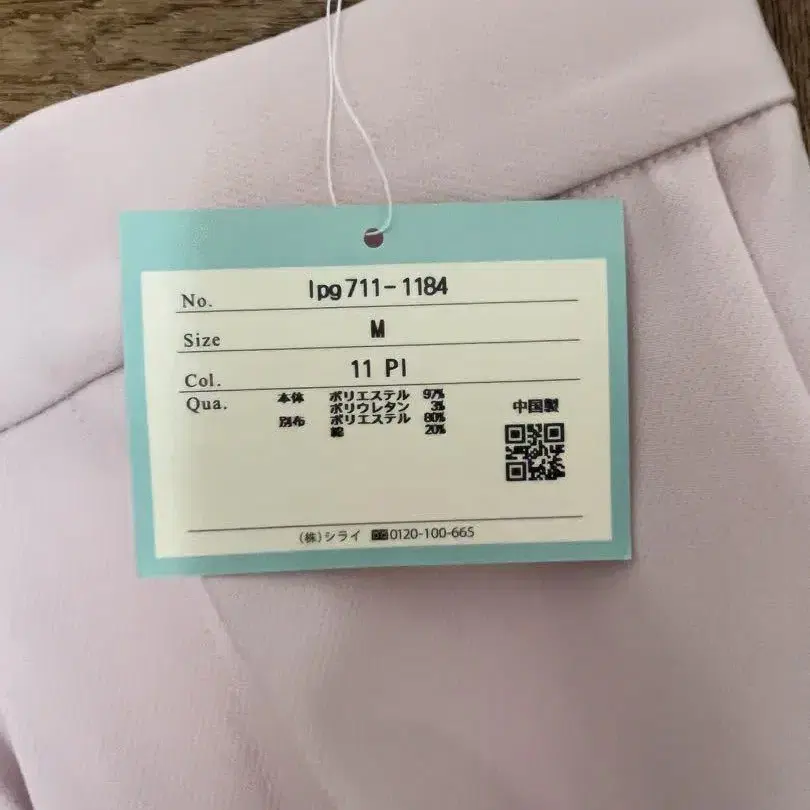 No. lpg711-1184
Size M
Col. 11 PI
Qua. 本体 ポリエステル 97%
ポリウレタン 3%
別布 ポリエステル 80%
綿 20%
中国製
(株)シライ 0120-100-665